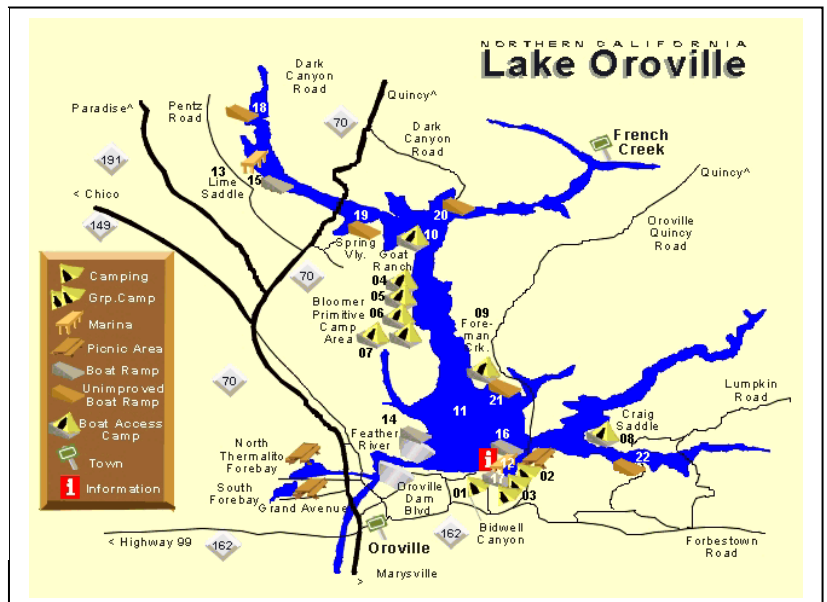 NORTHERN CALIFORNIA
Lake Oroville
Dark
Canyon
Road
Quincy^
Paradise^
Pentz
Road
18
70
Dark
Canyon
Road
French
Creek
191
13
Lime
Saddle
15
Quincy^
< Chico
149
19
20
10
Oroville
Quincy
Road
Spring
Vly.
Goat
Ranch
70
04
05
06
07
Bloomer
Primitive
Camp
Area
09
Fore-
man
Crk.
21
Camping
Grp.Camp
Marina
Picnic Area
Boat Ramp
Unimproved
Boat Ramp
Boat Access
Camp
Town
i Information
70
11
Lumpkin
Road
14
Feather
River
16
Craig
Saddle
08
North
Thermalito
Forebay
South
Forebay
Grand Avenue
Oroville
Dam
Blvd
i
12
17
02
22
01
03
Bidwell
Canyon
< Highway 99
162
Oroville
162
Forbestown
Road
Marysville
>